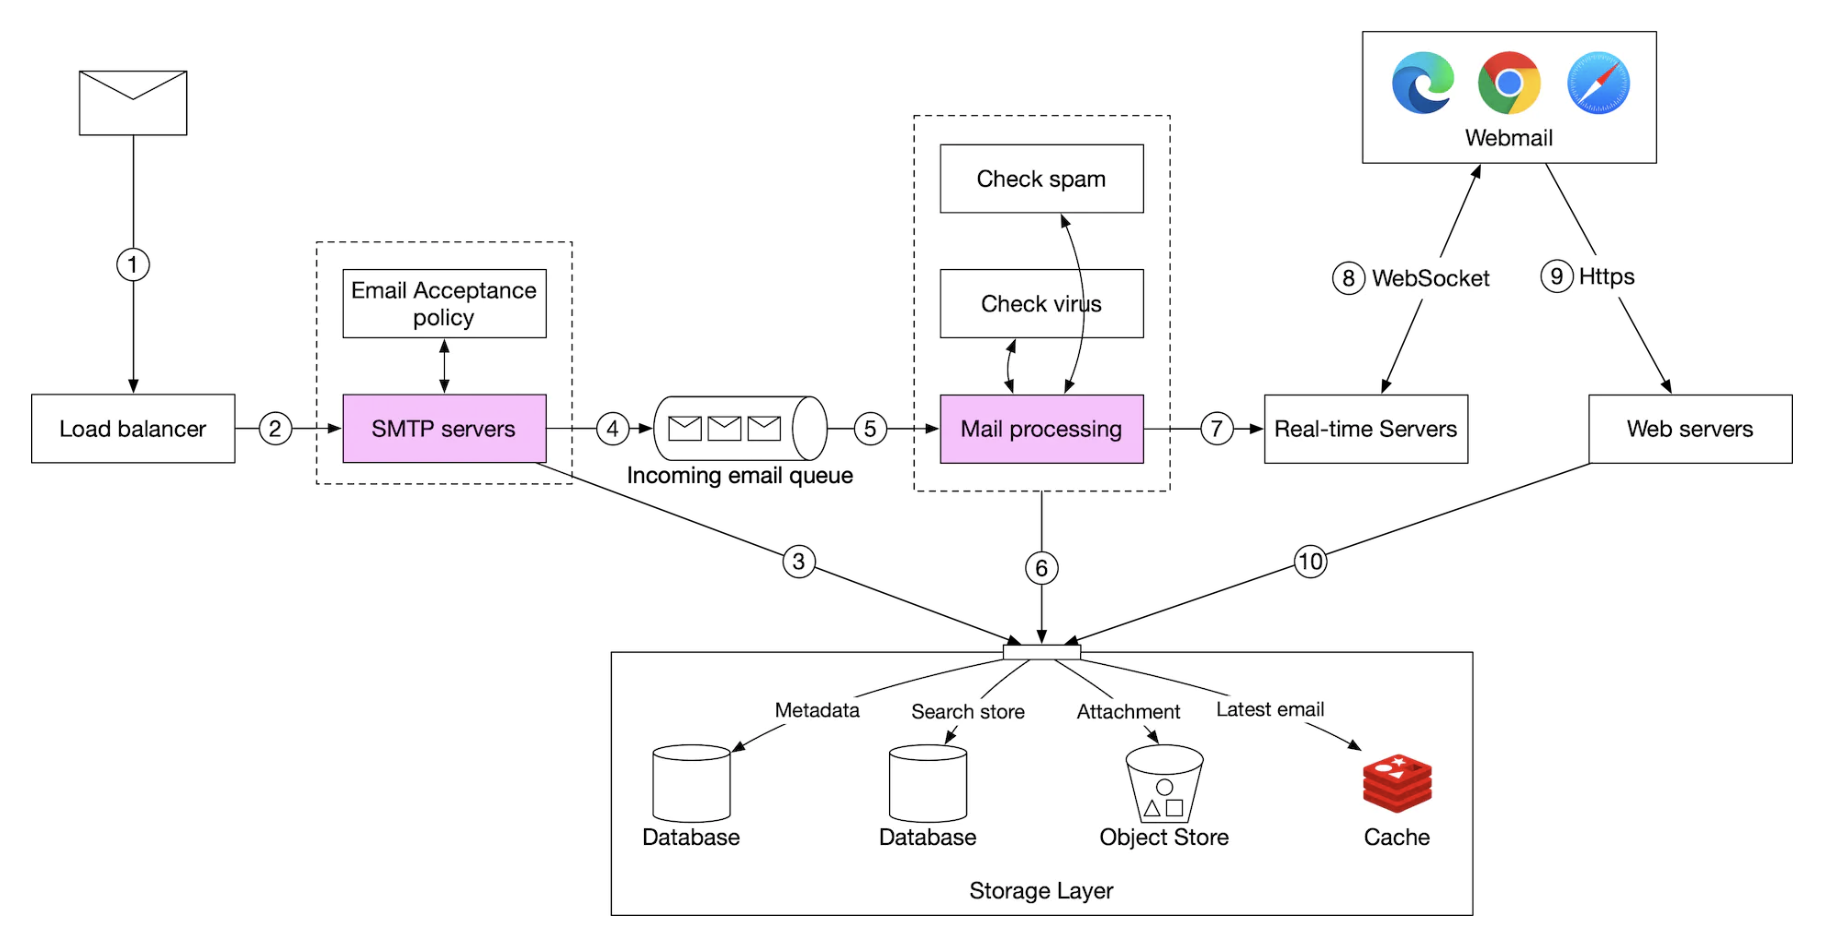 Webmail
Check spam
1
8 WebSocket
9 Https
Email Acceptance
policy
Check virus
Load balancer
2
SMTP servers
4
5
Mail processing
7
Real-time Servers
Web servers
Incoming email queue
3
6
10
Metadata
Search store
Attachment
Latest email
Database
Database
Object Store
Cache
Storage Layer